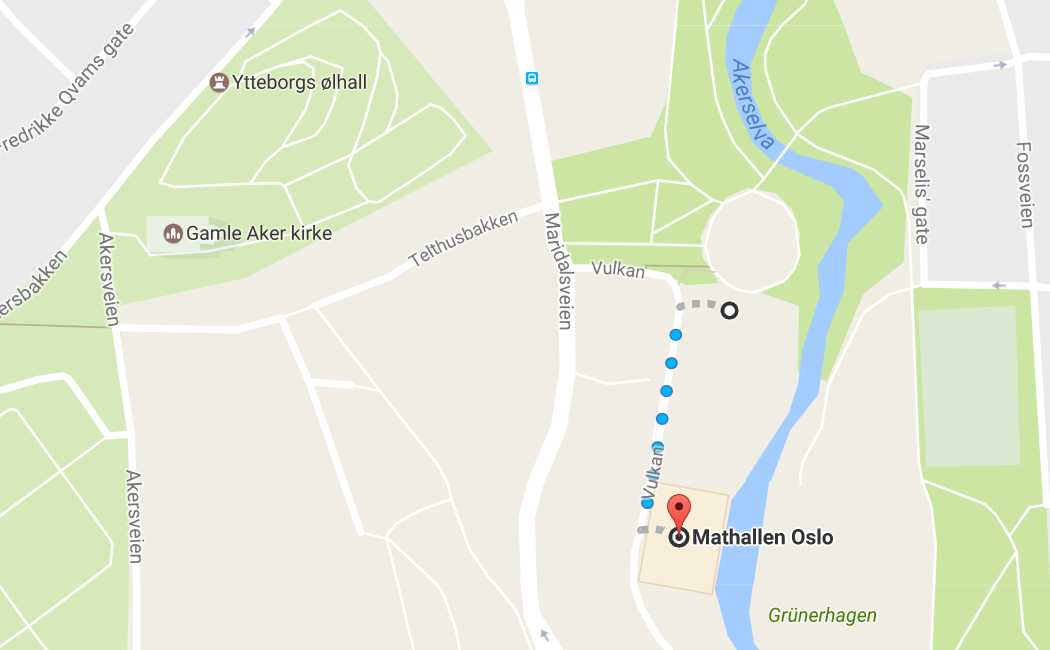 Fredrikke Qvams gate
Ytteborgs ølhall
Akerselva
Marselis' gate
Fossveien
Gamle Aker kirke
Telthusbakken
Maridalsveien
Vulkan
Akersveien
Vulkan
Akersveien
Mathallen Oslo
Grünerhagen